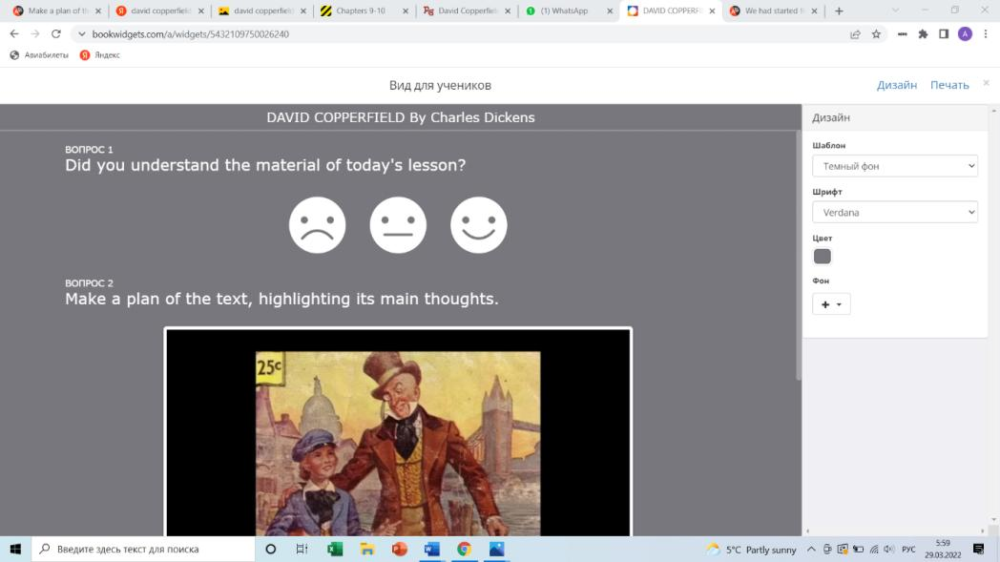 Make a plan of th
david copperfield
david copperfield
Chapters 9-10
David Copperfiel
(1) WhatsApp
DAVID COPPERFI
We had started t
bookwidgets.com/a/widgets/5432109750026240
Авиабилеты
Яндекс
Вид для учеников
Дизайн
Печать
DAVID COPPERFIELD By Charles Dickens
ВОПРОС 1
Did you understand the material of today's lesson?
ВОПРОС 2
Make a plan of the text, highlighting its main thoughts.
25c
Дизайн
Шаблон
Темный фон
Шрифт
Verdana
Цвет
Фон
Введите здесь текст для поиска
5°C Partly sunny
РУС
5:59
29.03.2022